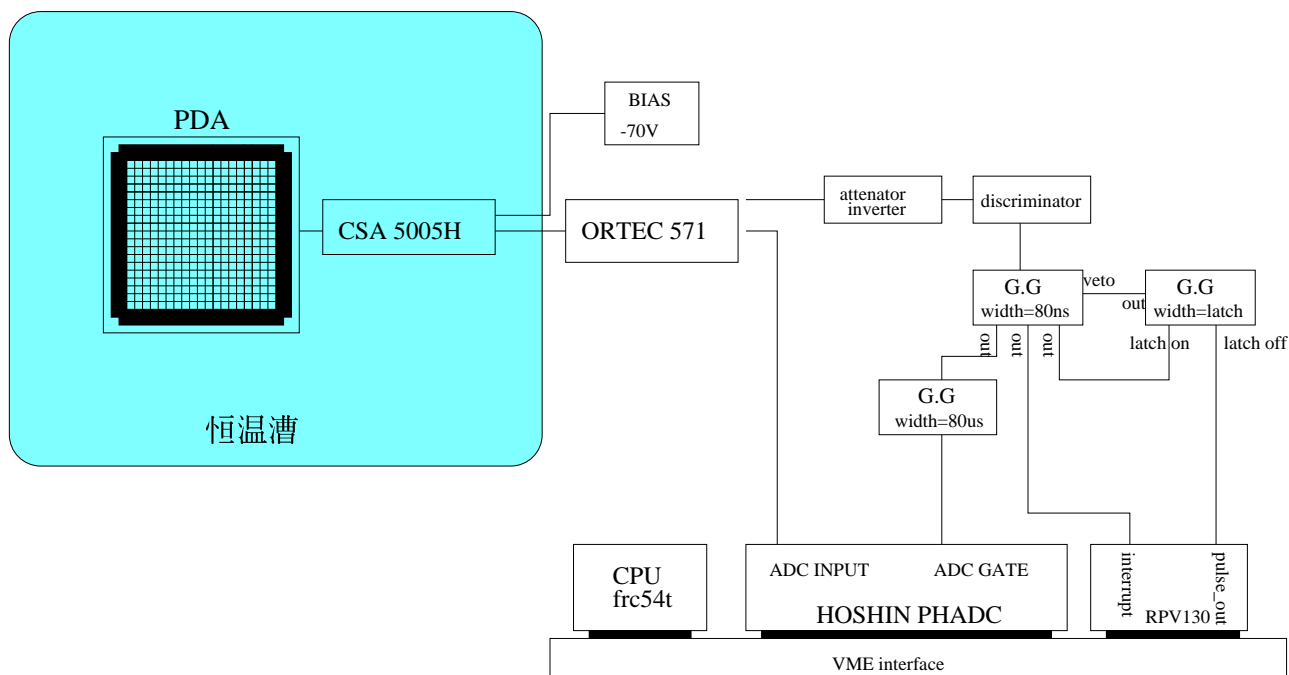 PDA
BIAS
-70V
CSA 5005H
ORTEC 571
attenator
inverter
discriminator
G.G
width=80ns
veto
out
G.G
width=latch
out
out
out
latch on
latch off
G.G
width=80us
恒温漕
CPU
frc54t
ADC INPUT
ADC GATE
HOSHIN PHADC
interrupt
pulse_out
RPV130
VME interface